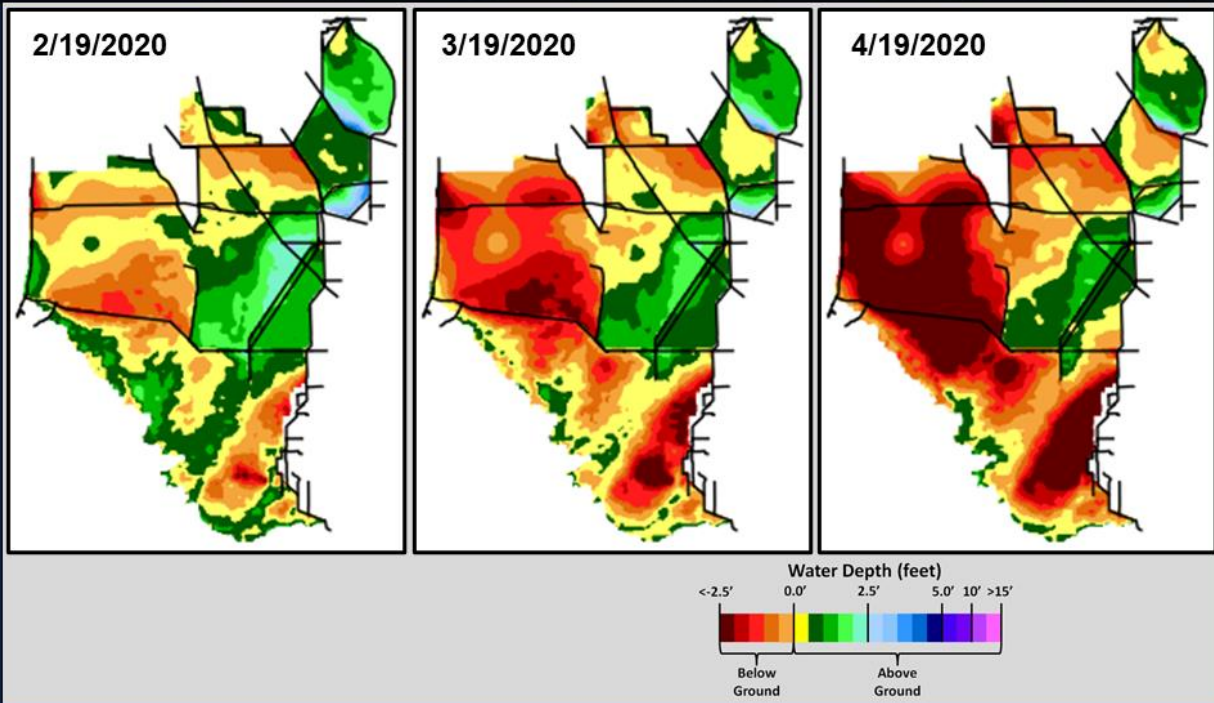 2/19/2020
3/19/2020
4/19/2020
Water Depth (feet)
<-2.5' 0.0' 2.5' 5.0' 10' >15'
Below Ground
Above Ground